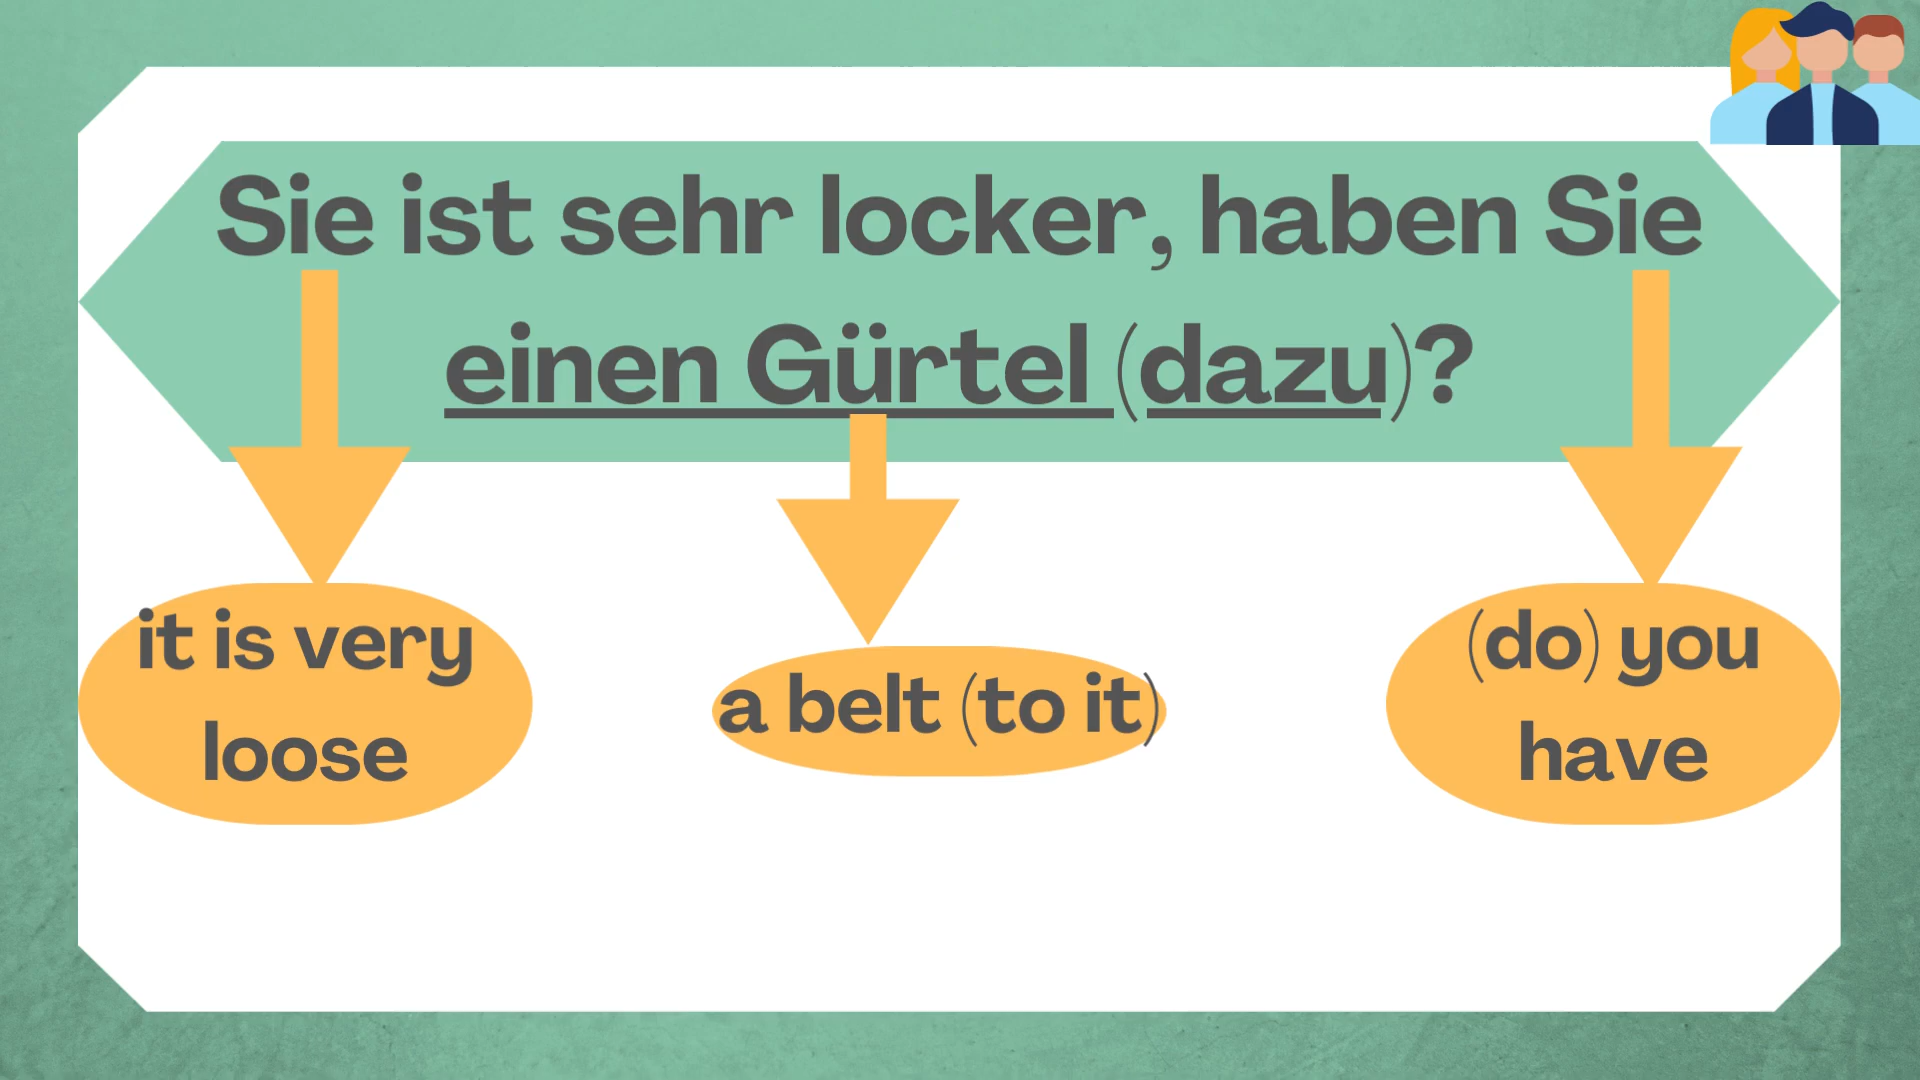 Sie ist sehr locker, haben Sie
einen Gürtel (dazu)?
it is very
loose
a belt (to it)
(do) you
have